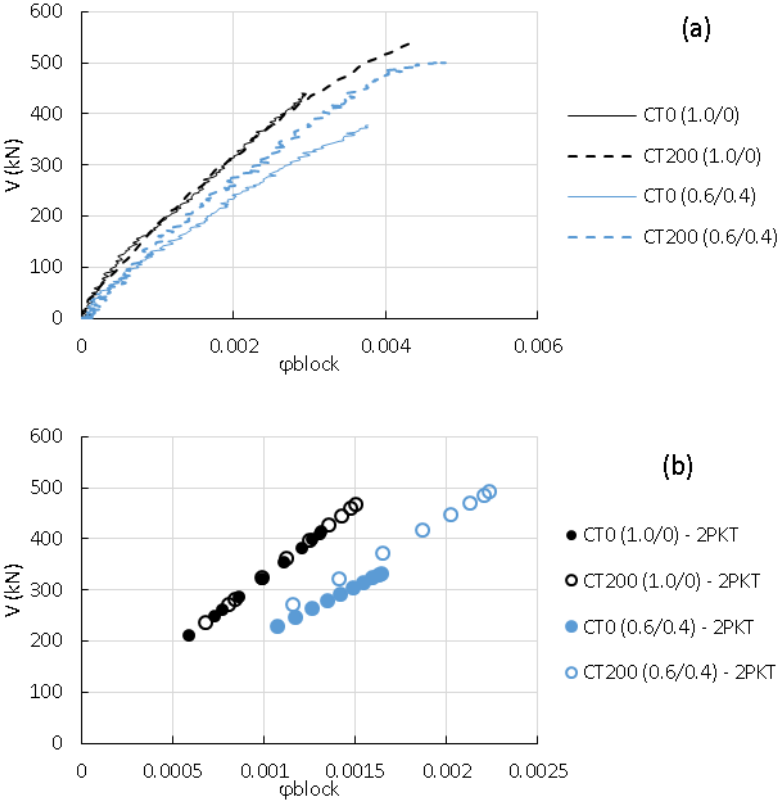 600
(a)
500
400
CT0 (1.0/0)
V (kN)
300
CT200 (1.0/0)
200
CT0 (0.6/0.4)
100
CT200 (0.6/0.4)
0
0 0.002 0.004 0.006
φblock
600
(b)
500
400
CT0 (1.0/0) - 2PKT
V (kN)
300
CT200 (1.0/0) - 2PKT
200
CT0 (0.6/0.4) - 2PKT
100
CT200 (0.6/0.4) - 2PKT
0
0 0.0005 0.001 0.0015 0.002 0.0025
φblock